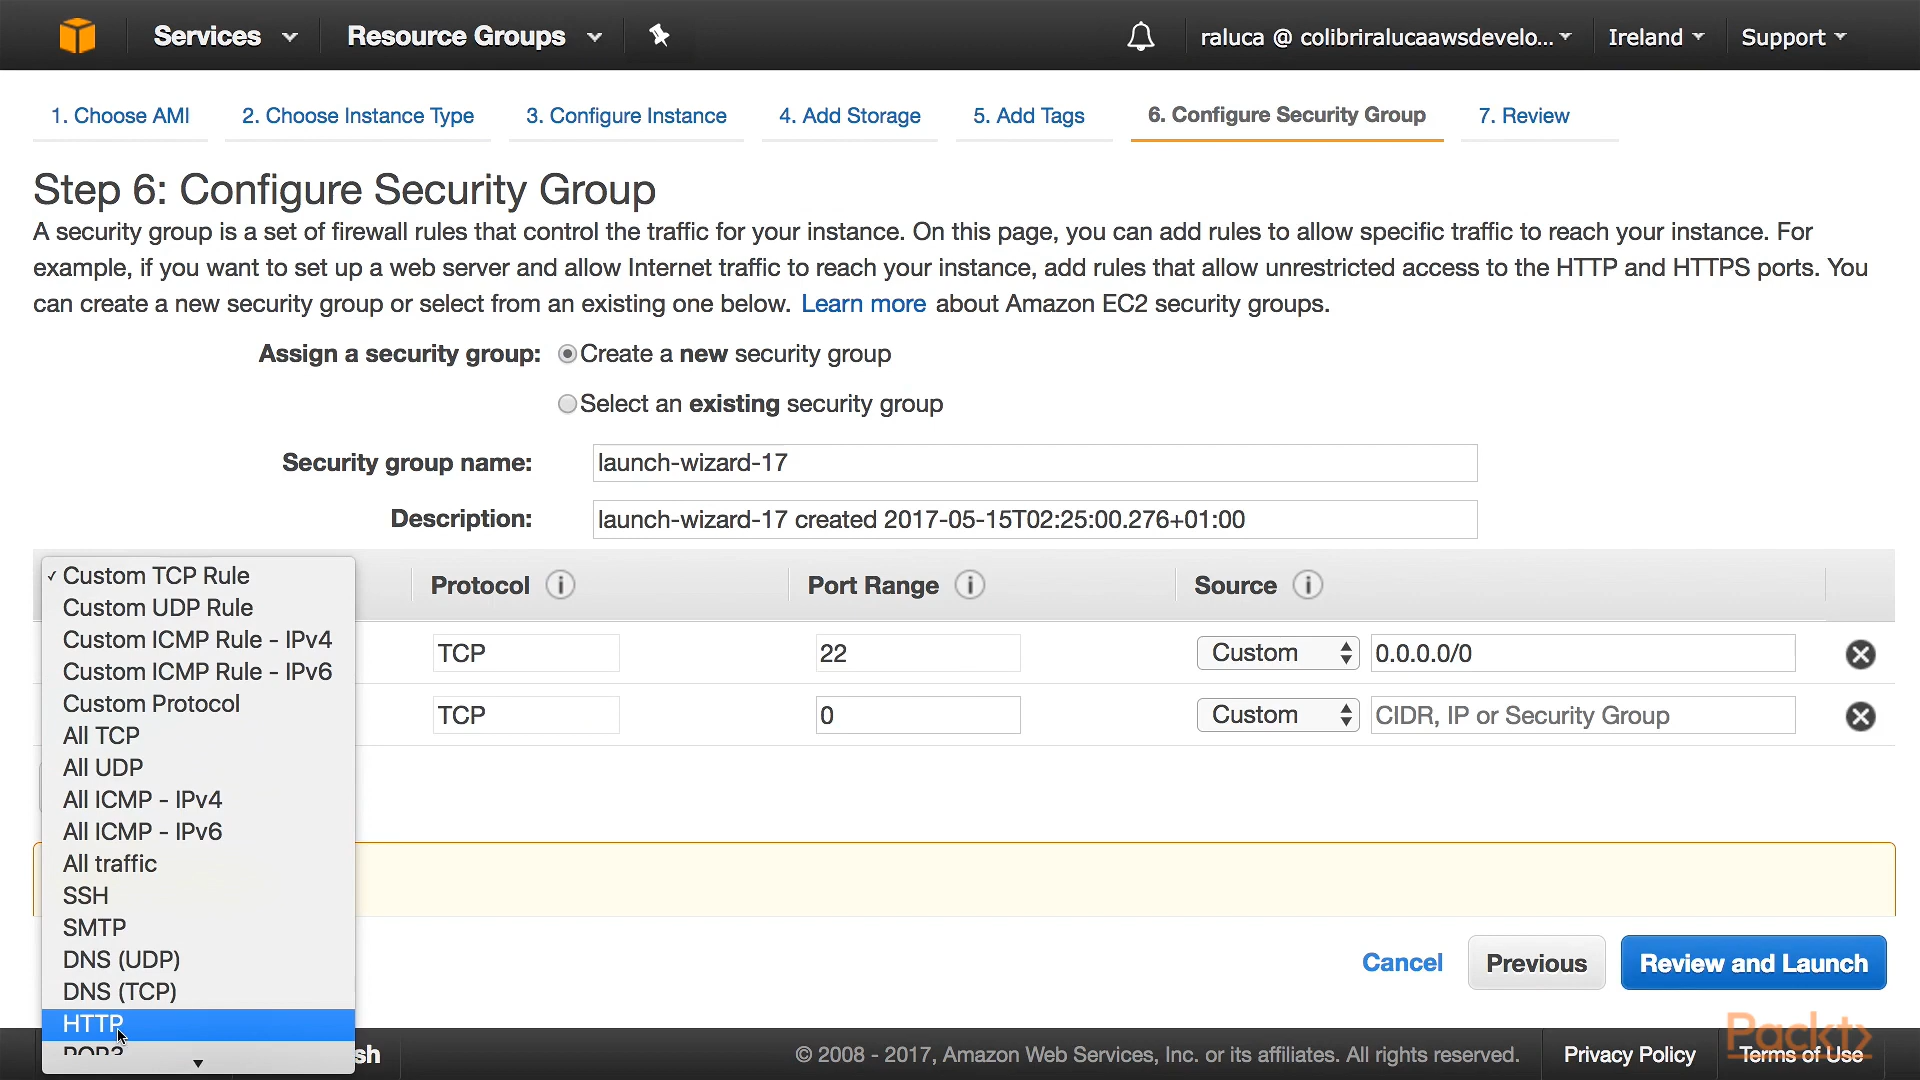 Services
Resource Groups
raluca @ colibriralucaawsdevelo...
Ireland
Support
1. Choose AMI
2. Choose Instance Type
3. Configure Instance
4. Add Storage
5. Add Tags
6. Configure Security Group
7. Review
Step 6: Configure Security Group
A security group is a set of firewall rules that control the traffic for your instance. On this page, you can add rules to allow specific traffic to reach your instance. For
example, if you want to set up a web server and allow Internet traffic to reach your instance, add rules that allow unrestricted access to the HTTP and HTTPS ports. You
can create a new security group or select from an existing one below. Learn more about Amazon EC2 security groups.
Assign a security group: Create a new security group
Select an existing security group
Security group name: launch-wizard-17
Description: launch-wizard-17 created 2017-05-15T02:25:00.276+01:00
Protocol
Port Range
Source
TCP
22
Custom
0.0.0.0/0
TCP
0
Custom
CIDR, IP or Security Group
✓ Custom TCP Rule
Custom UDP Rule
Custom ICMP Rule - IPv4
Custom ICMP Rule - IPv6
Custom Protocol
All TCP
All UDP
All ICMP - IPv4
All ICMP - IPv6
All traffic
SSH
SMTP
DNS (UDP)
DNS (TCP)
HTTP
POP3
Cancel
Previous
Review and Launch
sh
© 2008 - 2017, Amazon Web Services, Inc. or its affiliates. All rights reserved.
Privacy Policy
Terms of Use
Packt>